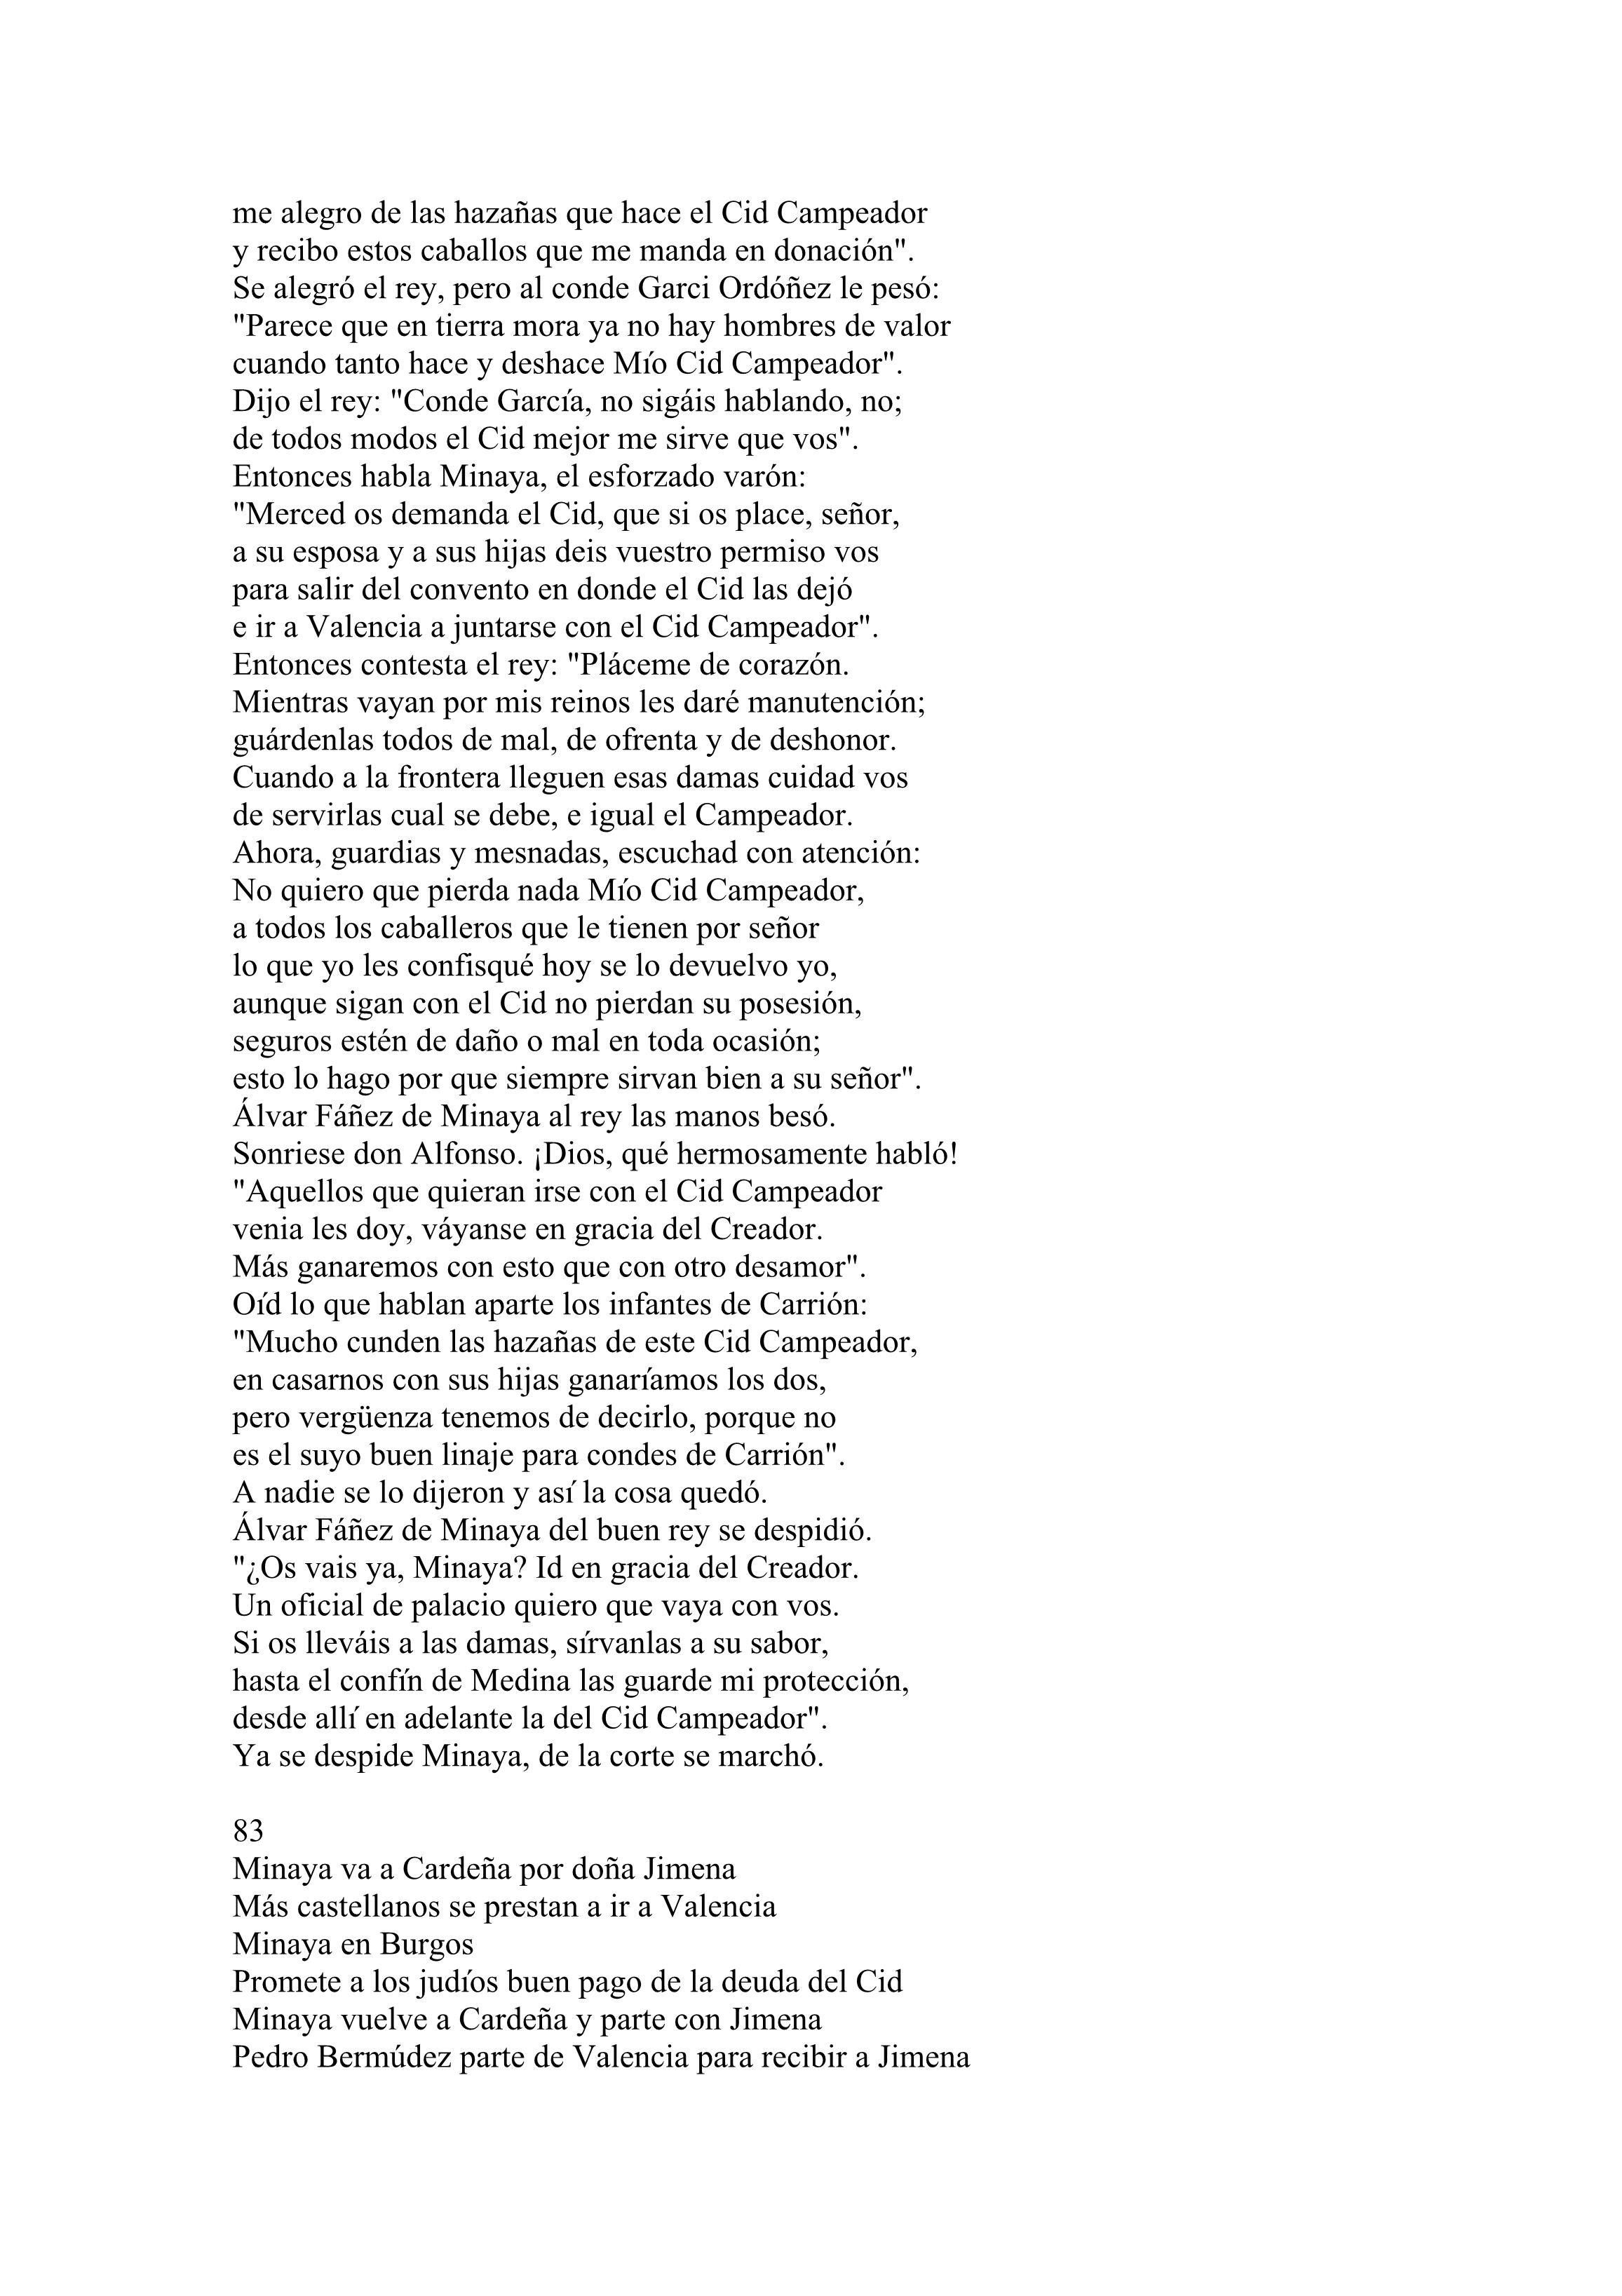 me alegro de las hazañas que hace el Cid Campeador
y recibo estos caballos que me manda en donación".
Se alegró el rey, pero al conde Garci Ordóñez le pesó:
"Parece que en tierra mora ya no hay hombres de valor
cuando tanto hace y deshace Mío Cid Campeador".
Dijo el rey: "Conde García, no sigáis hablando, no;
de todos modos el Cid mejor me sirve que vos".
Entonces habla Minaya, el esforzado varón:
"Merced os demanda el Cid, que si os place, señor,
a su esposa y a sus hijas deis vuestro permiso vos
para salir del convento en donde el Cid las dejó
e ir a Valencia a juntarse con el Cid Campeador".
Entonces contesta el rey: "Pláceme de corazón.
Mientras vayan por mis reinos les daré manutención;
guárdenlas todos de mal, de ofrenta y de deshonor.
Cuando a la frontera lleguen esas damas cuidad vos
de servirlas cual se debe, e igual el Campeador.
Ahora, guardias y mesnadas, escuchad con atención:
No quiero que pierda nada Mío Cid Campeador,
a todos los caballeros que le tienen por señor
lo que yo les confisqué hoy se lo devuelvo yo,
aunque sigan con el Cid no pierdan su posesión,
seguros estén de daño o mal en toda ocasión;
esto lo hago por que siempre sirvan bien a su señor".
Álvar Fáñez de Minaya al rey las manos besó.
Sonriese don Alfonso. ¡Dios, qué hermosamente habló!
"Aquellos que quieran irse con el Cid Campeador
venia les doy, váyanse en gracia del Creador.
Más ganaremos con esto que con otro desamor".
Oíd lo que hablan aparte los infantes de Carrión:
"Mucho cunden las hazañas de este Cid Campeador,
en casarnos con sus hijas ganaríamos los dos,
pero vergüenza tenemos de decirlo, porque no
es el suyo buen linaje para condes de Carrión".
A nadie se lo dijeron y así la cosa quedó.
Álvar Fáñez de Minaya del buen rey se despidió.
"¿Os vais ya, Minaya? Id en gracia del Creador.
Un oficial de palacio quiero que vaya con vos.
Si os lleváis a las damas, sírvanlas a su sabor,
hasta el confín de Medina las guarde mi protección,
desde allí en adelante la del Cid Campeador".
Ya se despide Minaya, de la corte se marchó.
83
Minaya va a Cardeña por doña Jimena
Más castellanos se prestan a ir a Valencia
Minaya en Burgos
Promete a los judíos buen pago de la deuda del Cid
Minaya vuelve a Cardeña y parte con Jimena
Pedro Bermúdez parte de Valencia para recibir a Jimena